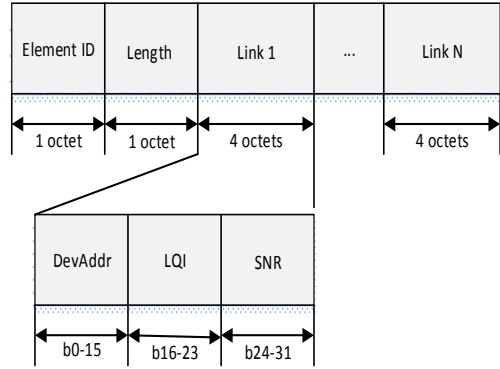 Element ID Length Link 1 ... Link N
1 octet 1 octet 4 octets 4 octets
DevAddr LQI SNR
b0-15 b16-23 b24-31